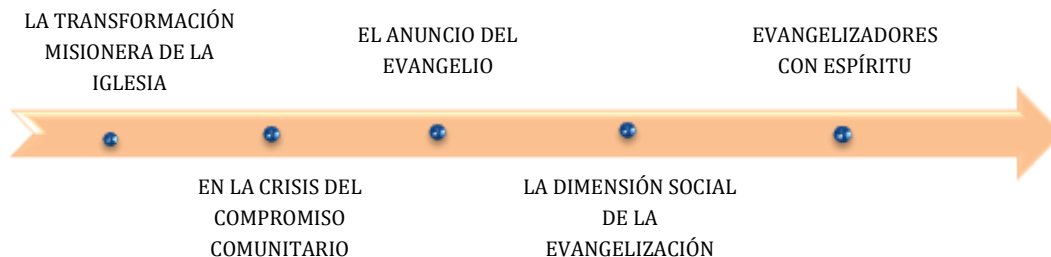 LA TRANSFORMACIÓN
MISIONERA DE LA
IGLESIA
EN LA CRISIS DEL
COMPROMISO
COMUNITARIO
EL ANUNCIO DEL
EVANGELIO
LA DIMENSIÓN SOCIAL
DE LA
EVANGELIZACIÓN
EVANGELIZADORES
CON ESPÍRITU